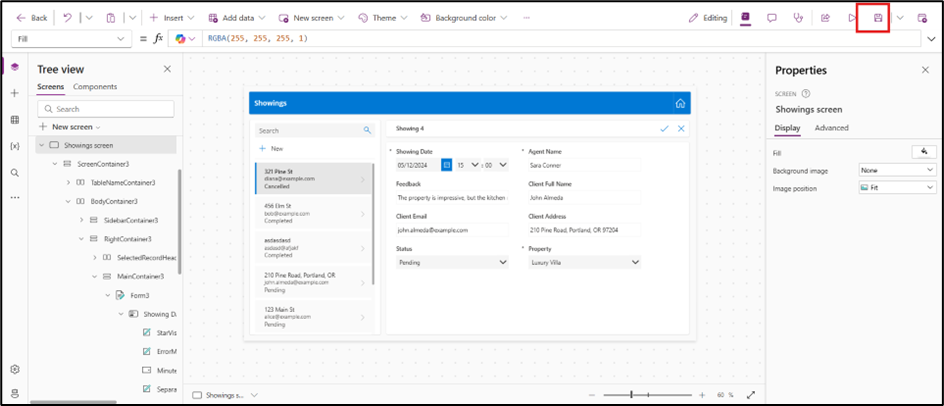 Back
Insert
Add data
New screen
Theme
Background color
Editing
Fill
= fx
RGBA(255, 255, 255, 1)
Tree view
Screens Components
Search
New screen
Showings screen
ScreenContainer3
TableNameContainer3
BodyContainer3
SidebarContainer3
RightContainer3
SelectedRecordHeac
MainContainer3
Form3
Showing Da
StarVis
ErrorM
Minute
Separa
Showings
Search
New
321 Pine St
diana@example.com
Cancelled
456 Elm St
bob@example.com
Completed
asdasdasd
Completed
210 Pine Road, Portland, OR
john.almeda@example.com
Pending
123 Main St
alice@example.com
Pending
Showing 4
* Showing Date
05/12/2024 15 : 00
* Agent Name
Sara Conner
Feedback
The property is impressive, but the kitchen
Client Full Name
John Almeda
Client Email
john.almeda@example.com
Client Address
210 Pine Road, Portland, OR 97204
Status
Pending
* Property
Luxury Villa
Showings s...
60 %
Properties
SCREEN
Showings screen
Display Advanced
Fill
Background image None
Image position Fit